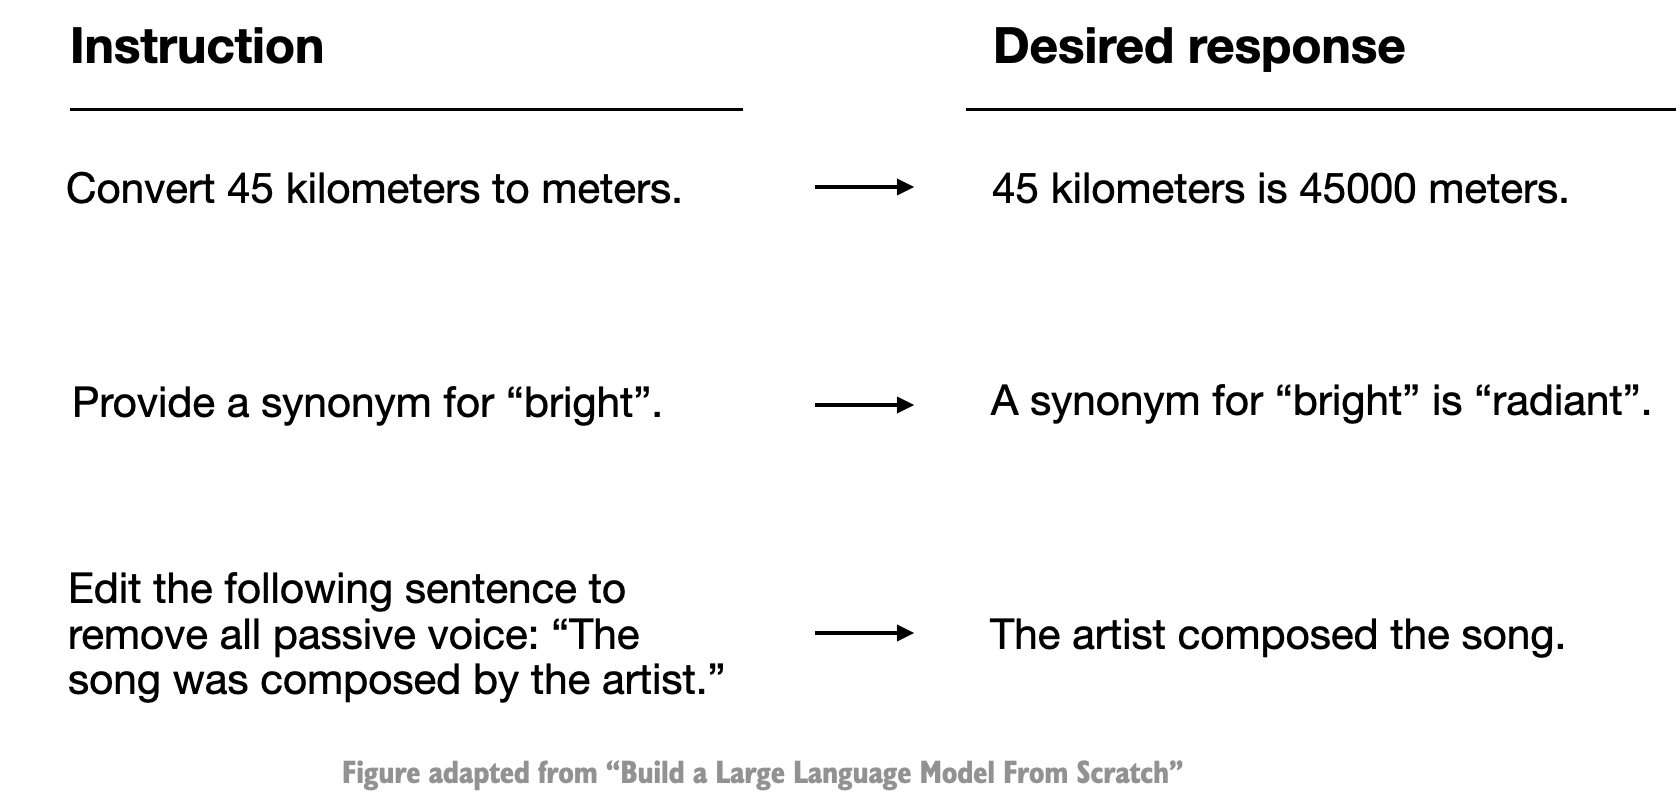 Instruction
Desired response
Convert 45 kilometers to meters.
45 kilometers is 45000 meters.
Provide a synonym for “bright”.
A synonym for “bright” is “radiant”.
Edit the following sentence to
remove all passive voice: “The
song was composed by the artist.”
The artist composed the song.
Figure adapted from “Build a Large Language Model From Scratch”